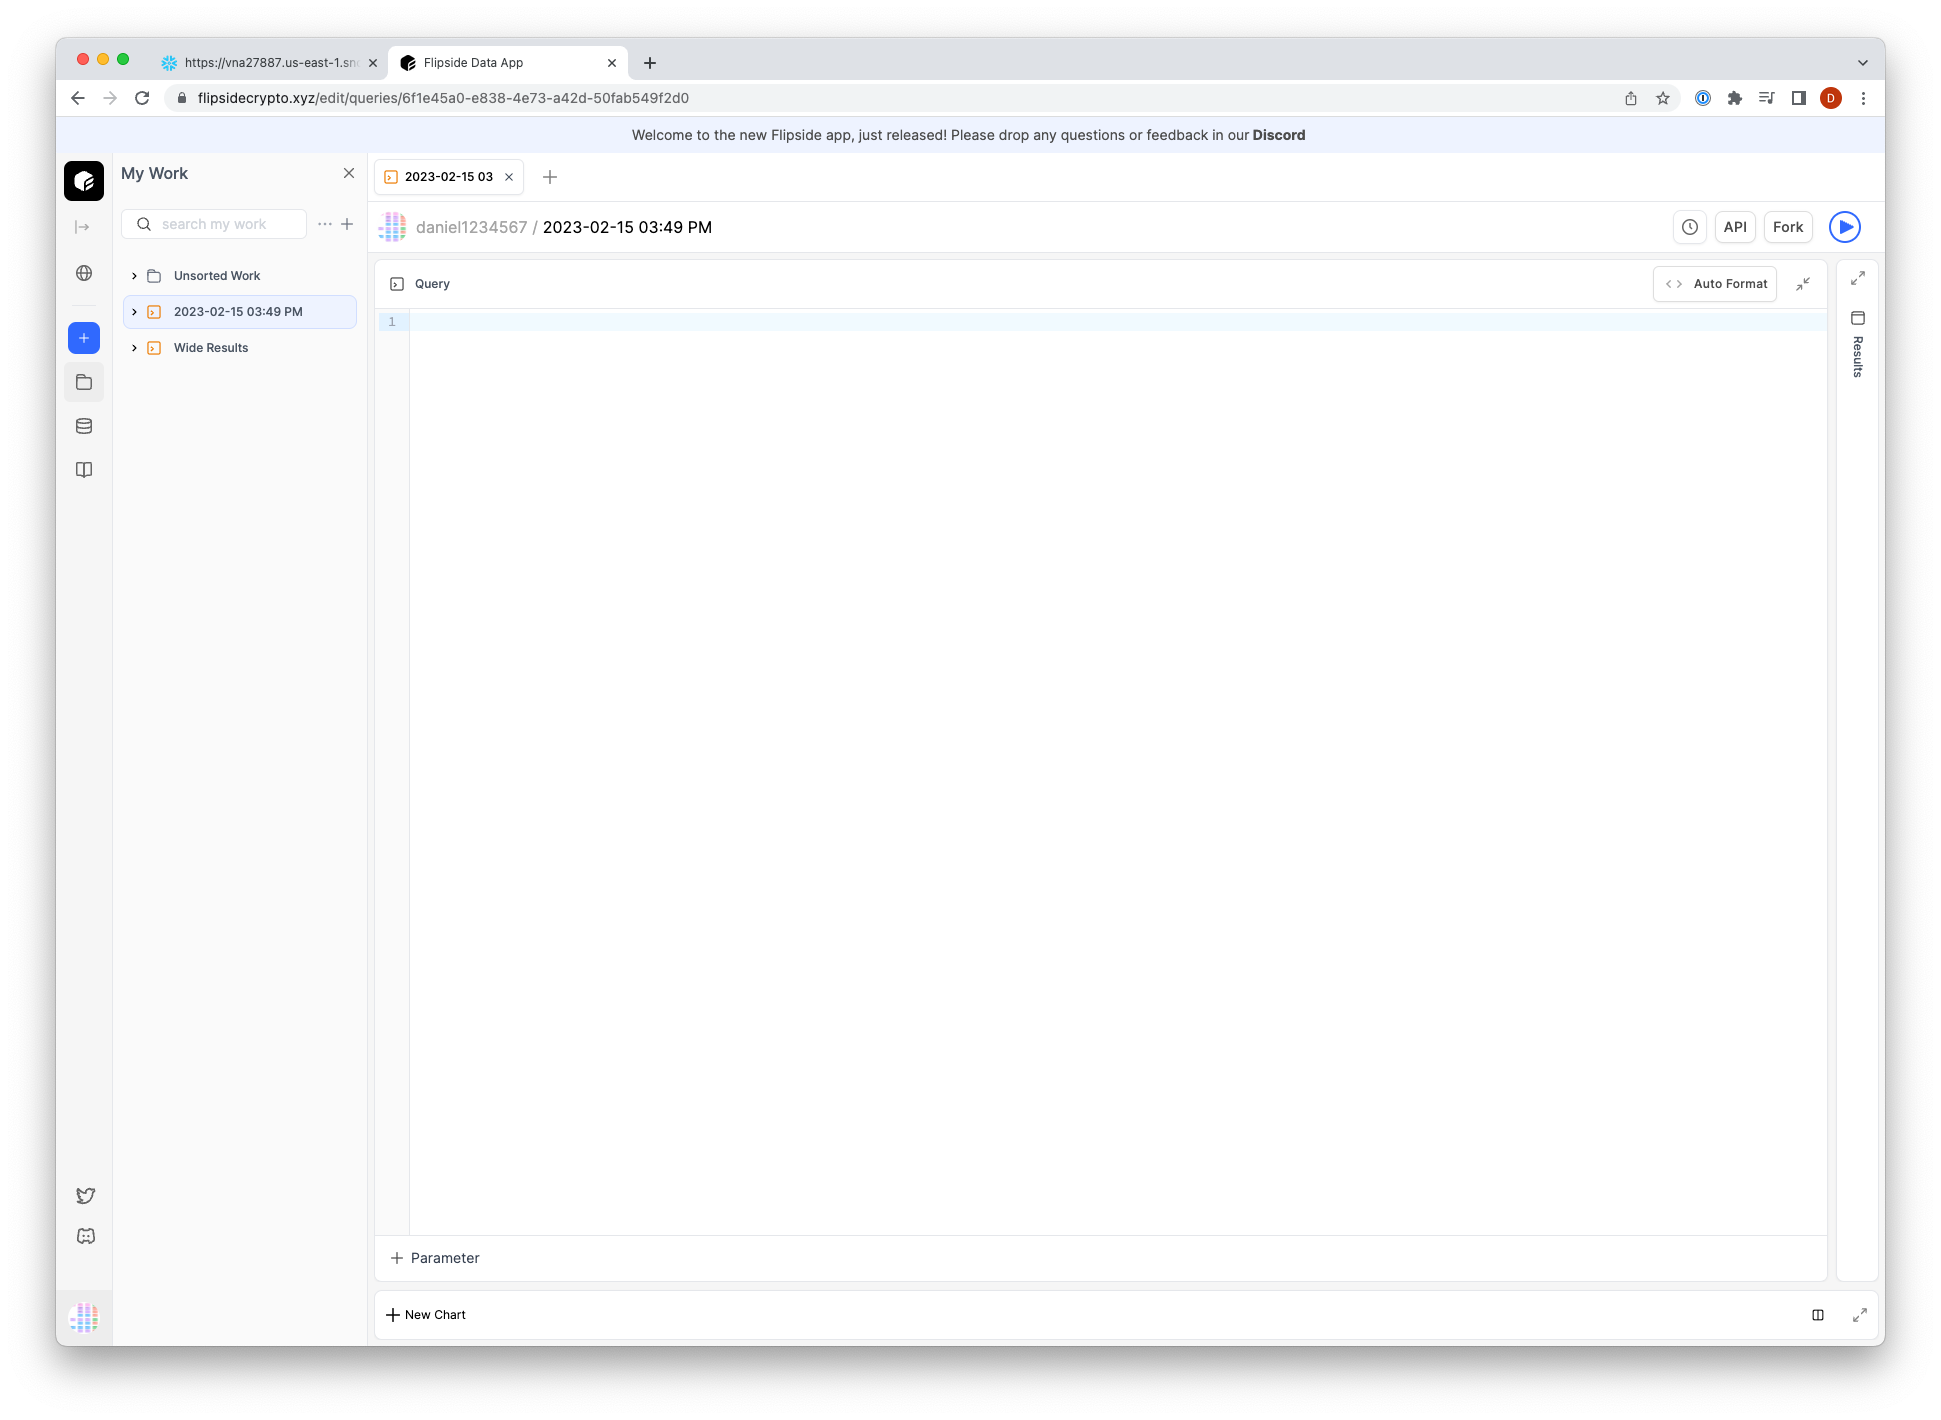 https://vna27887.us-east-1.sn
Flipside Data App
flipsidecrypto.xyz/edit/queries/6f1e45a0-e838-4e73-a42d-50fab549f2d0
D
Welcome to the new Flipside app, just released! Please drop any questions or feedback in our Discord
My Work
2023-02-15 03
search my work
daniel1234567 / 2023-02-15 03:49 PM
API
Fork
Unsorted Work
2023-02-15 03:49 PM
Wide Results
Query
Auto Format
1
Results
Parameter
New Chart